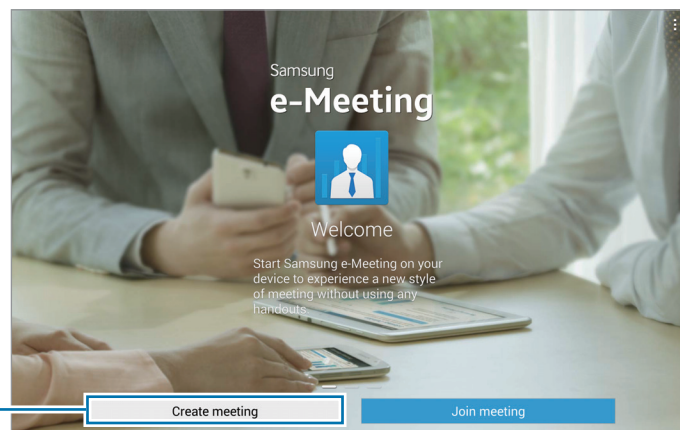 Samsung
e-Meeting
Welcome
Start Samsung e-Meeting on your
device to experience a new style
of meeting without using any
handouts.
Create meeting
Join meeting